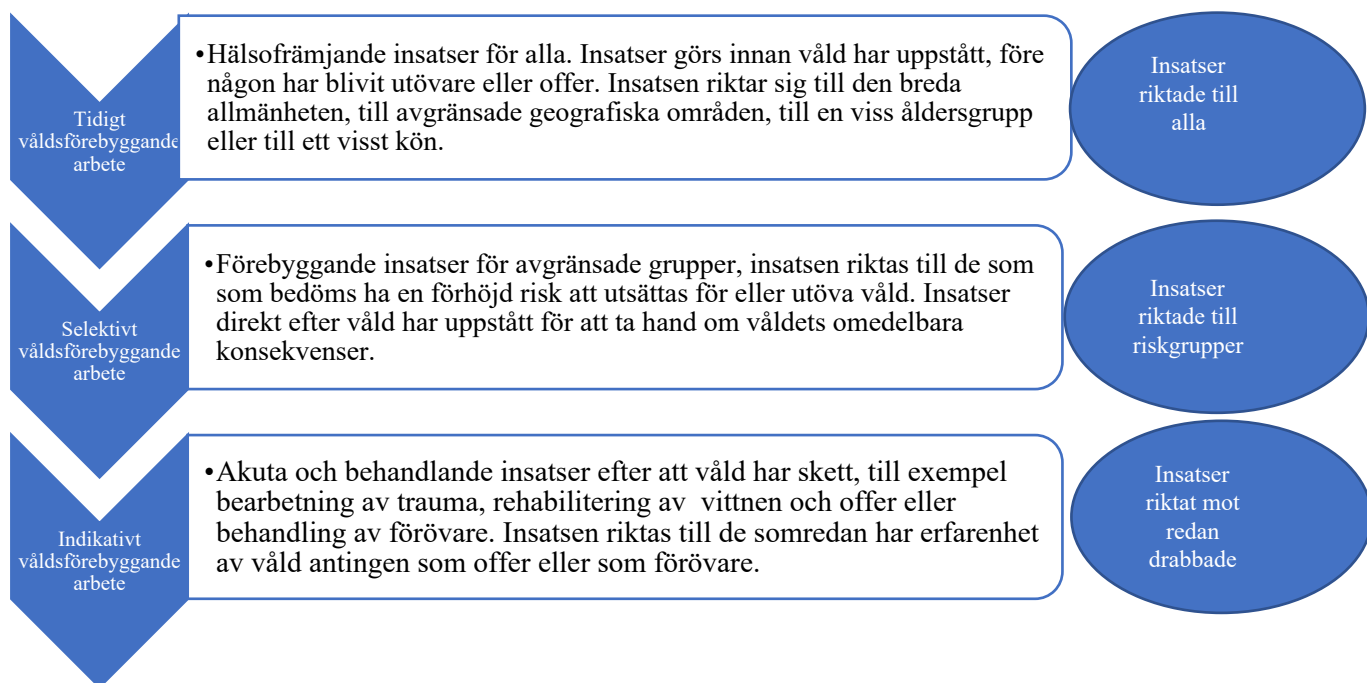 Tidigt
våldsförebyggande
arbete
•Hälsofrämjande insatser för alla. Insatser görs innan våld har uppstått, före
någon har blivit utövare eller offer. Insatsen riktar sig till den breda
allmänheten, till avgränsade geografiska områden, till en viss åldersgrupp
eller till ett visst kön.
Insatser
riktade till
alla
Selektivt
våldsförebyggande
arbete
•Förebyggande insatser för avgränsade grupper, insatsen riktas till de som
som bedöms ha en förhöjd risk att utsättas för eller utöva våld. Insatser
direkt efter våld har uppstått för att ta hand om våldets omedelbara
konsekvenser.
Insatser
riktade till
riskgrupper
Indikativt
våldsförebyggande
arbete
•Akuta och behandlande insatser efter att våld har skett, till exempel
bearbetning av trauma, rehabilitering av  vittnen och offer eller
behandling av förövare. Insatsen riktas till de somredan har erfarenhet
av våld antingen som offer eller som förövare.
Insatser
riktat mot
redan
drabbade